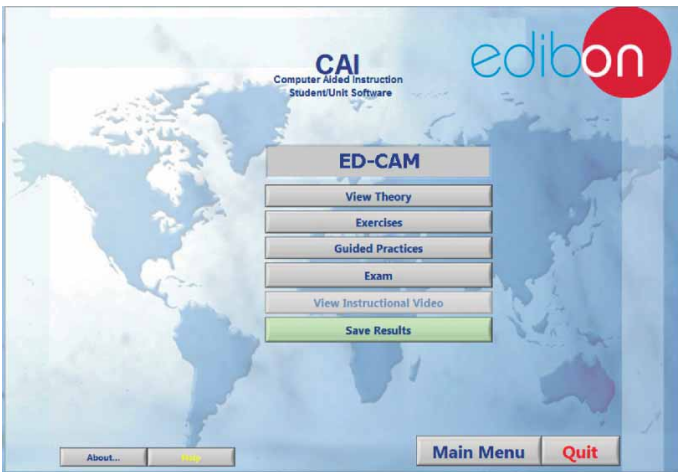 edibon
CAI
Computer Aided Instruction
Student/Unit Software
ED-CAM
View Theory
Exercises
Guided Practices
Exam
View Instructional Video
Save Results
About...
Help
Main Menu
Quit